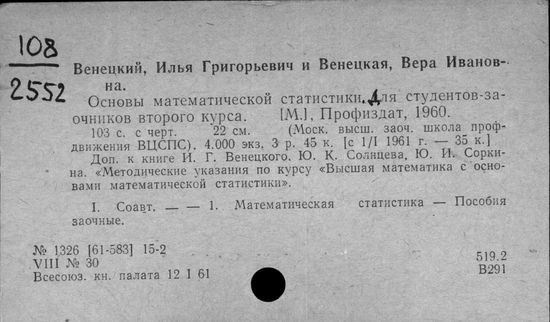 108
2552
Венецкий, Илья Григорьевич и Венецкая, Вера Иванов-
на.
Основы математической статистики. Для студентов-за-
очников второго курса. [М.], Профиздат, 1960.
103 с. с черт. 22 см. (Моск. высш. заоч. школа проф-
движения ВЦСПС). 4.000 экз. 3 р. 45 к. [с 1/I 1961 г. — 35 к.]
Доп. к книге И. Г. Венецкого, Ю. К. Солнцева, Ю. И. Сорки-
на. «Методические указания по курсу «Высшая математика с осно-
вами математической статистики».
I. Соавт. — — 1. Математическая статистика — Пособия
заочные.
№ 1326 [61-583] 15-2
VIII № 30
Всесоюз. кн. палата 12 I 61
519.2
В291